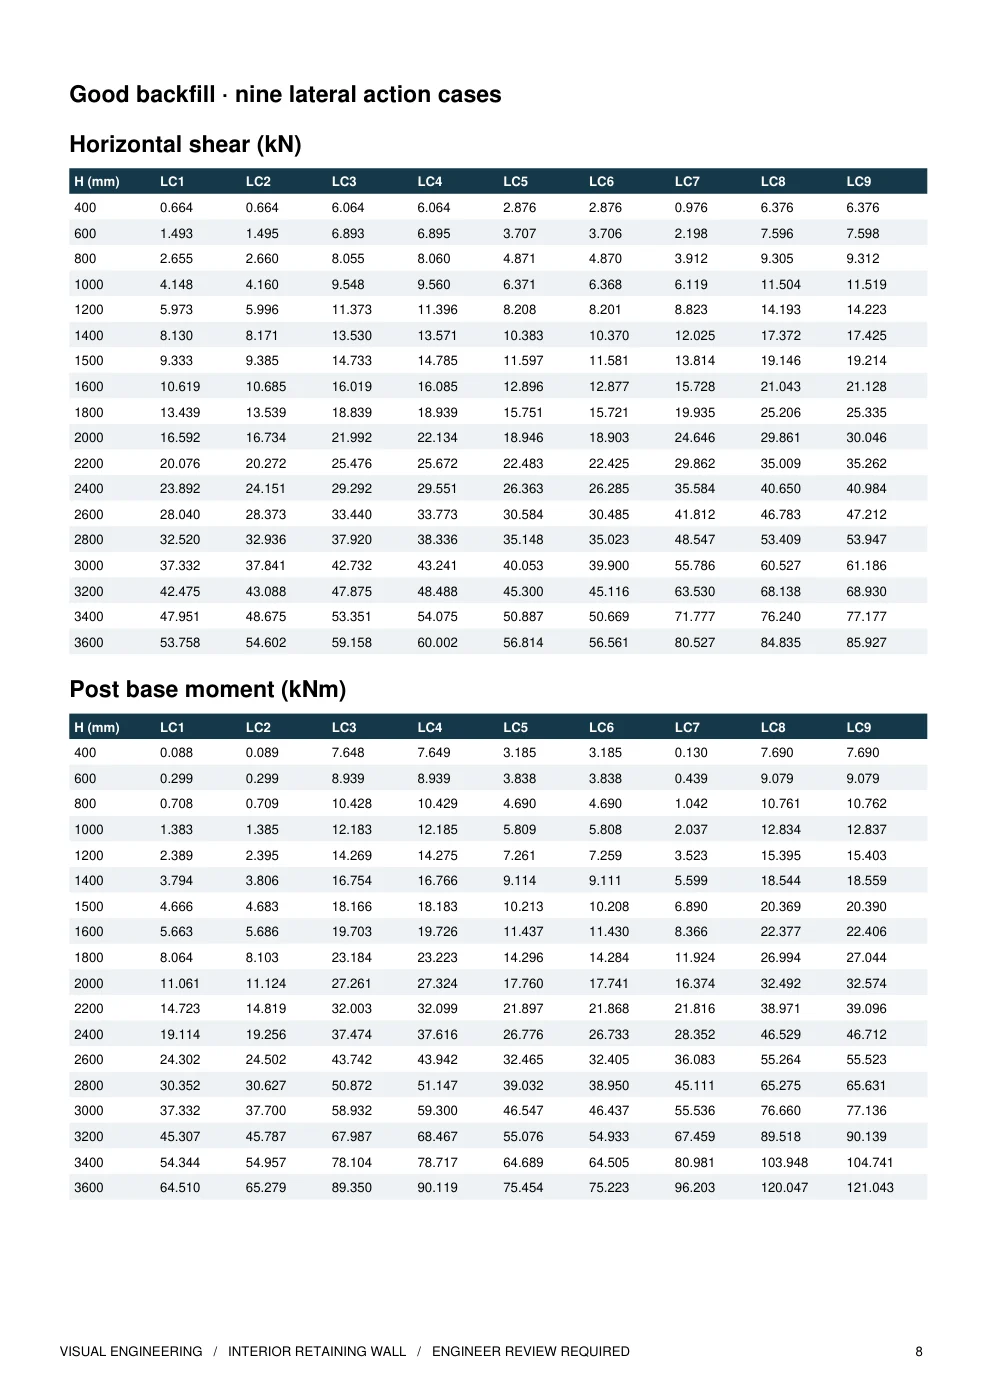 Good backfill · nine lateral action cases
Horizontal shear (kN)
H (mm) LC1 LC2 LC3 LC4 LC5 LC6 LC7 LC8 LC9
400 0.664 0.664 6.064 6.064 2.876 2.876 0.976 6.376 6.376
600 1.493 1.495 6.893 6.895 3.707 3.706 2.198 7.596 7.598
800 2.655 2.660 8.055 8.060 4.871 4.870 3.912 9.305 9.312
1000 4.148 4.160 9.548 9.560 6.371 6.368 6.119 11.504 11.519
1200 5.973 5.996 11.373 11.396 8.208 8.201 8.823 14.193 14.223
1400 8.130 8.171 13.530 13.571 10.383 10.370 12.025 17.372 17.425
1500 9.333 9.385 14.733 14.785 11.597 11.581 13.814 19.146 19.214
1600 10.619 10.685 16.019 16.085 12.896 12.877 15.728 21.043 21.128
1800 13.439 13.539 18.839 18.939 15.751 15.721 19.935 25.206 25.335
2000 16.592 16.734 21.992 22.134 18.946 18.903 24.646 29.861 30.046
2200 20.076 20.272 25.476 25.672 22.483 22.425 29.862 35.009 35.262
2400 23.892 24.151 29.292 29.551 26.363 26.285 35.584 40.650 40.984
2600 28.040 28.373 33.440 33.773 30.584 30.485 41.812 46.783 47.212
2800 32.520 32.936 37.920 38.336 35.148 35.023 48.547 53.409 53.947
3000 37.332 37.841 42.732 43.241 40.053 39.900 55.786 60.527 61.186
3200 42.475 43.088 47.875 48.488 45.300 45.116 63.530 68.138 68.930
3400 47.951 48.675 53.351 54.075 50.887 50.669 71.777 76.240 77.177
3600 53.758 54.602 59.158 60.002 56.814 56.561 80.527 84.835 85.927
Post base moment (kNm)
H (mm) LC1 LC2 LC3 LC4 LC5 LC6 LC7 LC8 LC9
400 0.088 0.089 7.648 7.649 3.185 3.185 0.130 7.690 7.690
600 0.299 0.299 8.939 8.939 3.838 3.838 0.439 9.079 9.079
800 0.708 0.709 10.428 10.429 4.690 4.690 1.042 10.761 10.762
1000 1.383 1.385 12.183 12.185 5.809 5.808 2.037 12.834 12.837
1200 2.389 2.395 14.269 14.275 7.261 7.259 3.523 15.395 15.403
1400 3.794 3.806 16.754 16.766 9.114 9.111 5.599 18.544 18.559
1500 4.666 4.683 18.166 18.183 10.213 10.208 6.890 20.369 20.390
1600 5.663 5.686 19.703 19.726 11.437 11.430 8.366 22.377 22.406
1800 8.064 8.103 23.184 23.223 14.296 14.284 11.924 26.994 27.044
2000 11.061 11.124 27.261 27.324 17.760 17.741 16.374 32.492 32.574
2200 14.723 14.819 32.003 32.099 21.897 21.868 21.816 38.971 39.096
2400 19.114 19.256 37.474 37.616 26.776 26.733 28.352 46.529 46.712
2600 24.302 24.502 43.742 43.942 32.465 32.405 36.083 55.264 55.523
2800 30.352 30.627 50.872 51.147 39.032 38.950 45.111 65.275 65.631
3000 37.332 37.700 58.932 59.300 46.547 46.437 55.536 76.660 77.136
3200 45.307 45.787 67.987 68.467 55.076 54.933 67.459 89.518 90.139
3400 54.344 54.957 78.104 78.717 64.689 64.505 80.981 103.948 104.741
3600 64.510 65.279 89.350 90.119 75.454 75.223 96.203 120.047 121.043
VISUAL ENGINEERING / INTERIOR RETAINING WALL / ENGINEER REVIEW REQUIRED 8